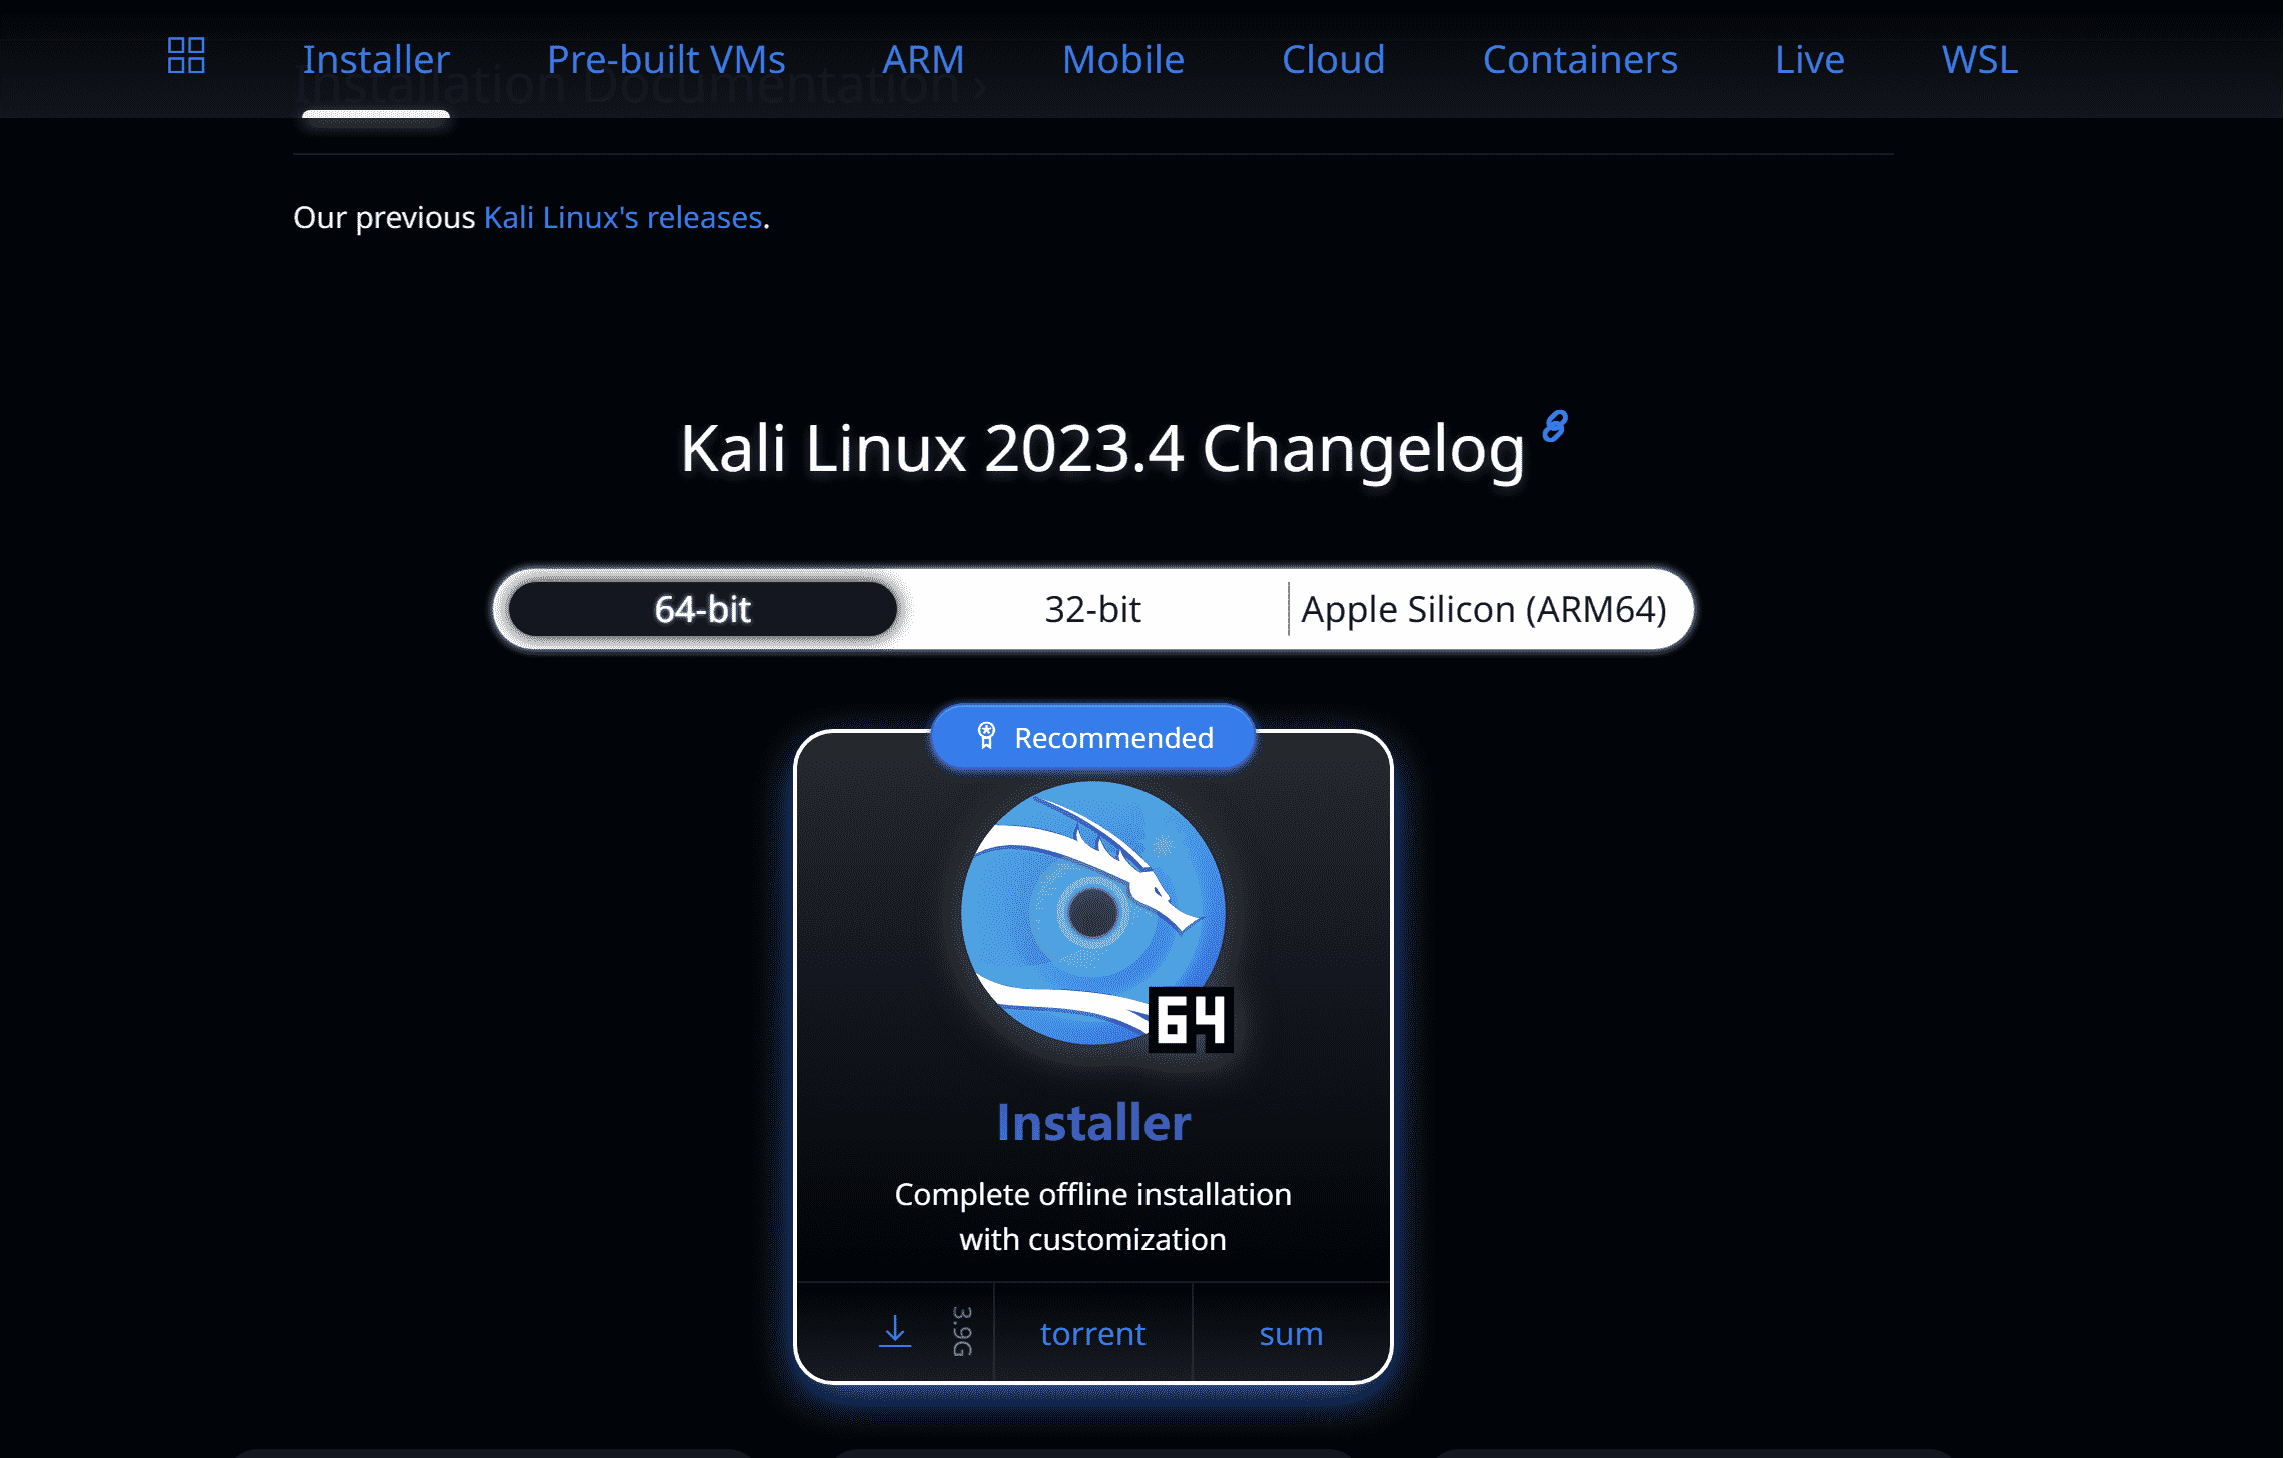 Installer Pre-built VMs ARM Mobile Cloud Containers Live WSL
Installation Documentation ›
Our previous Kali Linux's releases.
Kali Linux 2023.4 Changelog
64-bit 32-bit Apple Silicon (ARM64)
Recommended
64
Installer
Complete offline installation
with customization
3.9G torrent sum